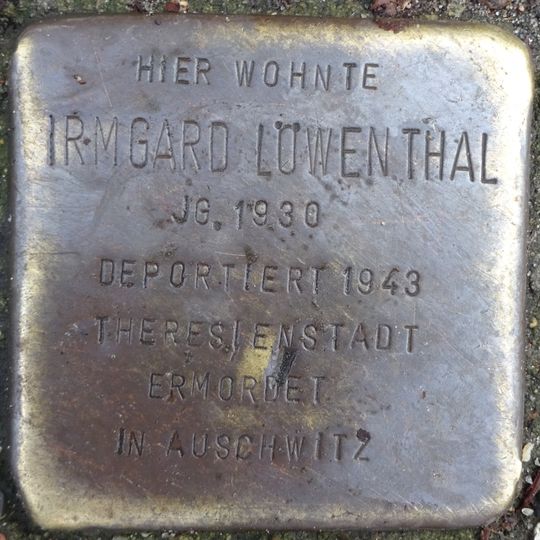 HIER WOHNTE
IRMGARD LÖWENTHAL
JG. 1930
DEPORTIERT 1943
THERESIENSTADT
ERMORDET
IN AUSCHWITZ